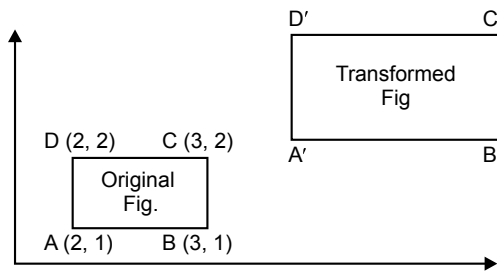 D′ C
Transformed
Fig
A′ B
D (2, 2) C (3, 2)
Original
Fig.
A (2, 1) B (3, 1)